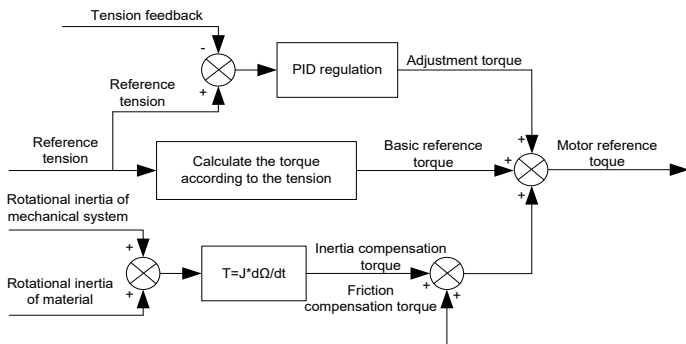 Tension feedback
-
PID regulation
Adjustment torque
+
Reference
tension
+
Reference
tension
Calculate the torque
according to the tension
Basic reference
torque
+
Motor reference
toque
+
Rotational inertia of
mechanical system
+
T=J*dΩ/dt
Inertia compensation
torque
+
Rotational inertia
of material
+
Friction
compensation torque
+